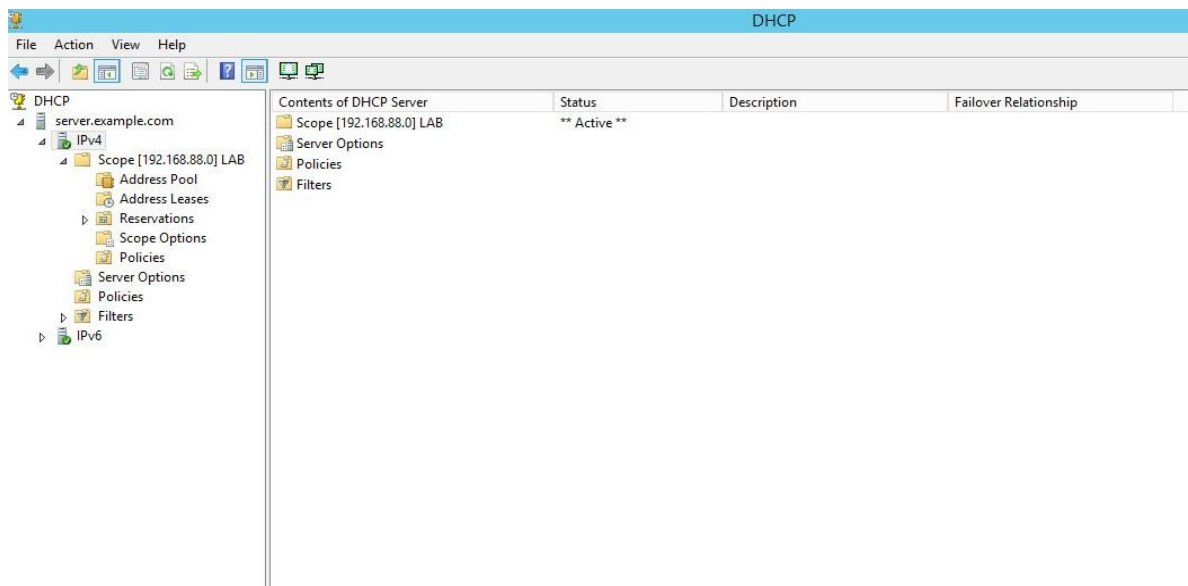 DHCP
File Action View Help
DHCP
server.example.com
IPv4
Scope [192.168.88.0] LAB
Address Pool
Address Leases
Reservations
Scope Options
Policies
Server Options
Policies
Filters
IPv6
Contents of DHCP Server Status Description Failover Relationship
Scope [192.168.88.0] LAB ** Active **
Server Options
Policies
Filters